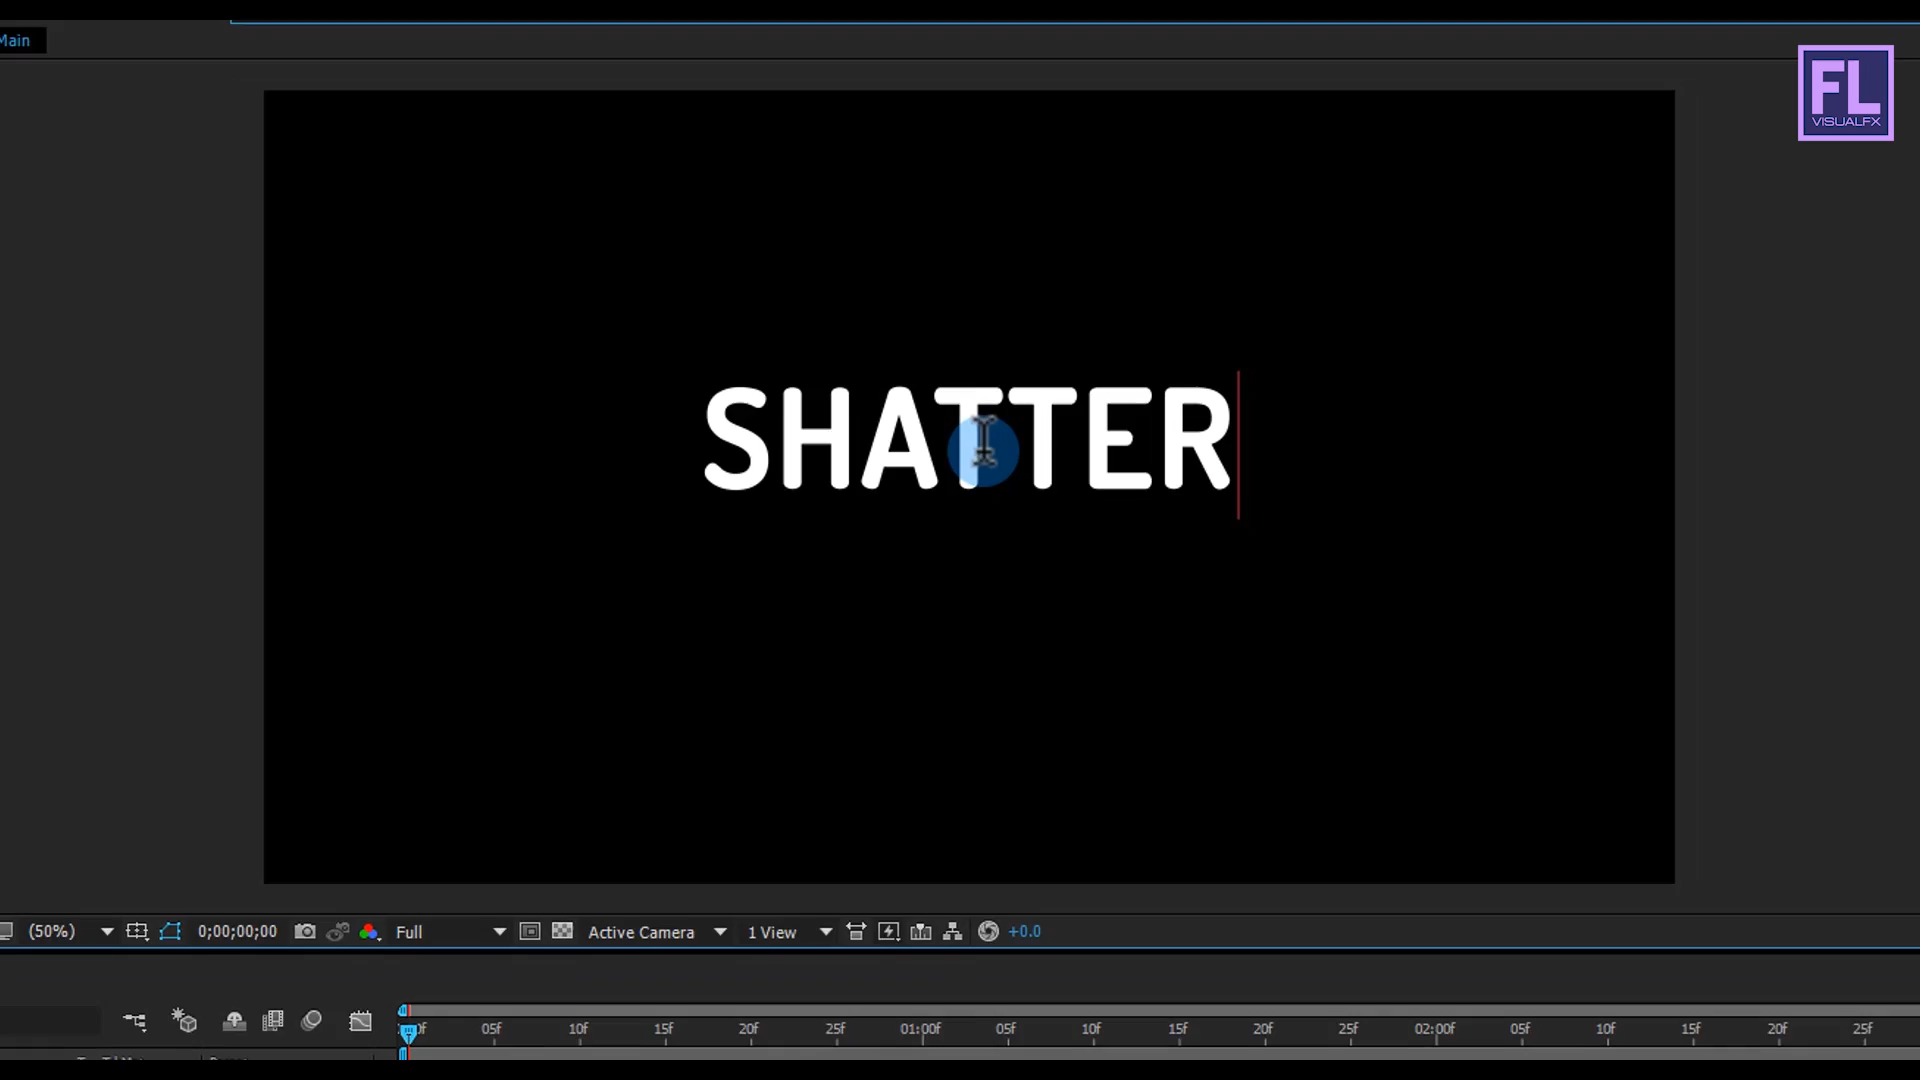 Main
FL
VISUALFX
SHATTER
(50%) 0;00;00;00 Full Active Camera 1 View +0.0
05f 10f 15f 20f 25f 01:00f 05f 10f 15f 20f 25f 02:00f 05f 10f 15f 20f 25f